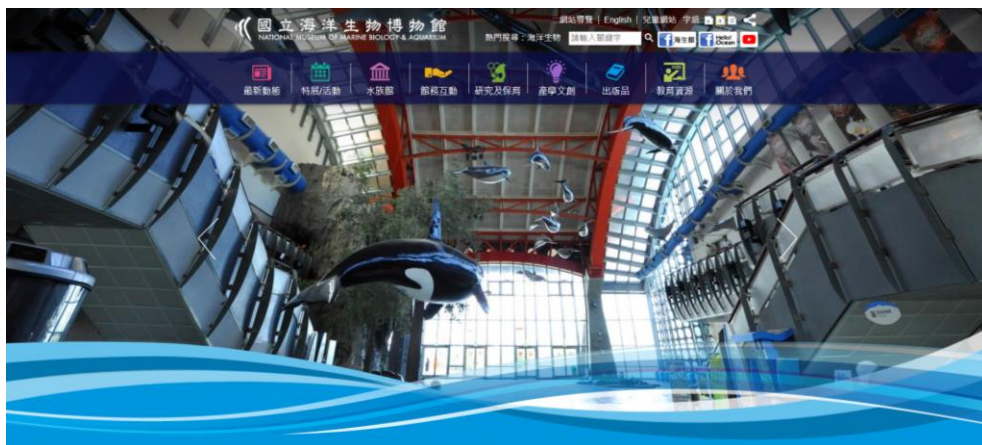 網站導覽 | English | 兒童網站 字級:
國立海洋生物博物館
NATIONAL MUSEUM OF MARINE BIOLOGY & AQUARIUM
熱門搜尋:海洋生物 請輸入關鍵字 海生館 Hello! Ocean
最新動態 特展/活動 水族館 館務互動 研究及保育 產學文創 出版品 教育資源 關於我們